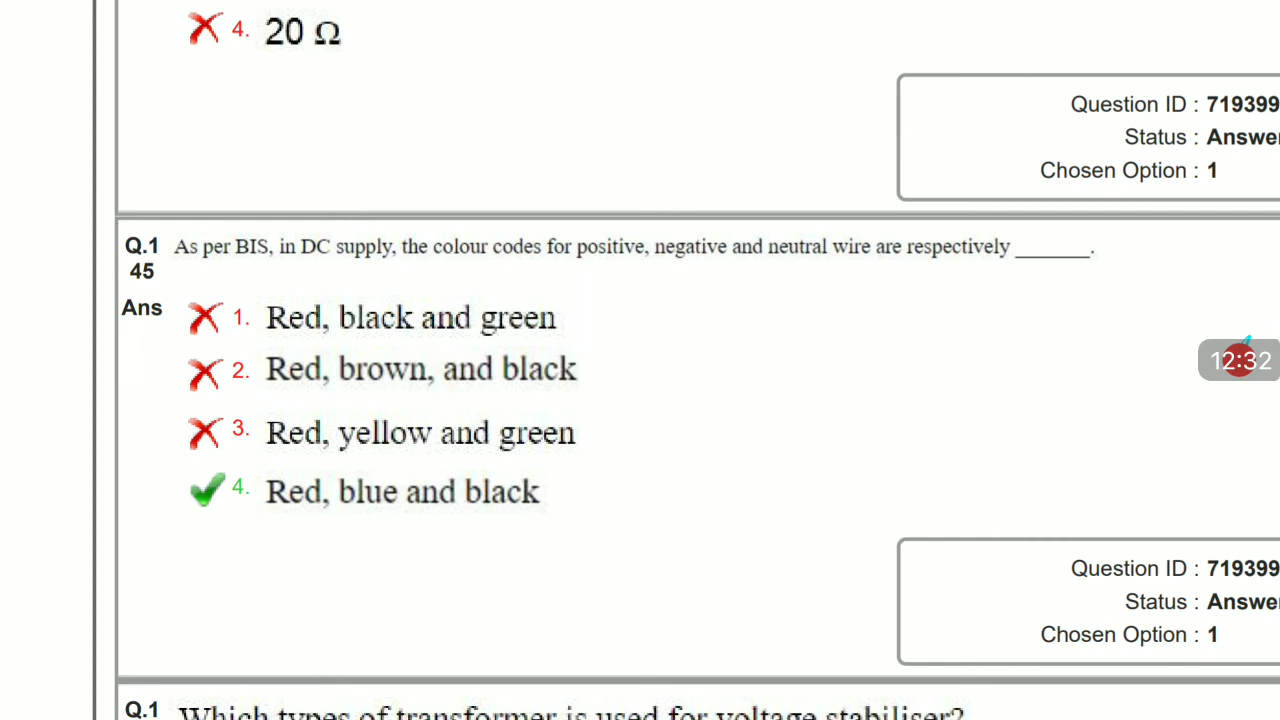 4. 20 Ω
Question ID : 719399
Status : Answe
Chosen Option : 1
Q.1 As per BIS, in DC supply, the colour codes for positive, negative and neutral wire are respectively _______.
45
Ans
1. Red, black and green
2. Red, brown, and black
12:32
3. Red, yellow and green
4. Red, blue and black
Question ID : 719399
Status : Answe
Chosen Option : 1
Q.1 Which types of transformer is used for voltage stabiliser?